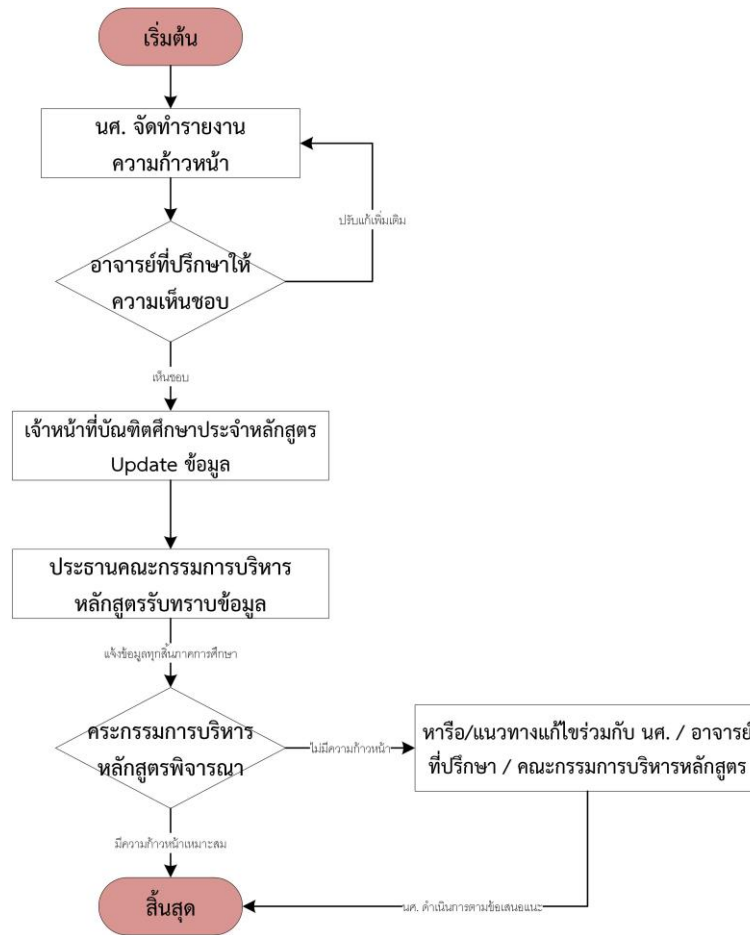 เริ่มต้น
นศ. จัดทำรายงาน
ความก้าวหน้า
ปรับแก้เพิ่มเติม
อาจารย์ที่ปรึกษาให้
ความเห็นชอบ
เห็นชอบ
เจ้าหน้าที่บัณฑิตศึกษาประจำหลักสูตร
Update ข้อมูล
ประธานคณะกรรมการบริหาร
หลักสูตรรับทราบข้อมูล
แจ้งข้อมูลทุกสิ้นภาคการศึกษา
คระกรรมการบริหาร
หลักสูตรพิจารณา
ไม่มีความก้าวหน้า
หารือ/แนวทางแก้ไขร่วมกับ นศ. / อาจารย์
ที่ปรึกษา / คณะกรรมการบริหารหลักสูตร
มีความก้าวหน้าเหมาะสม
สิ้นสุด
นศ. ดำเนินการตามข้อเสนอแนะ